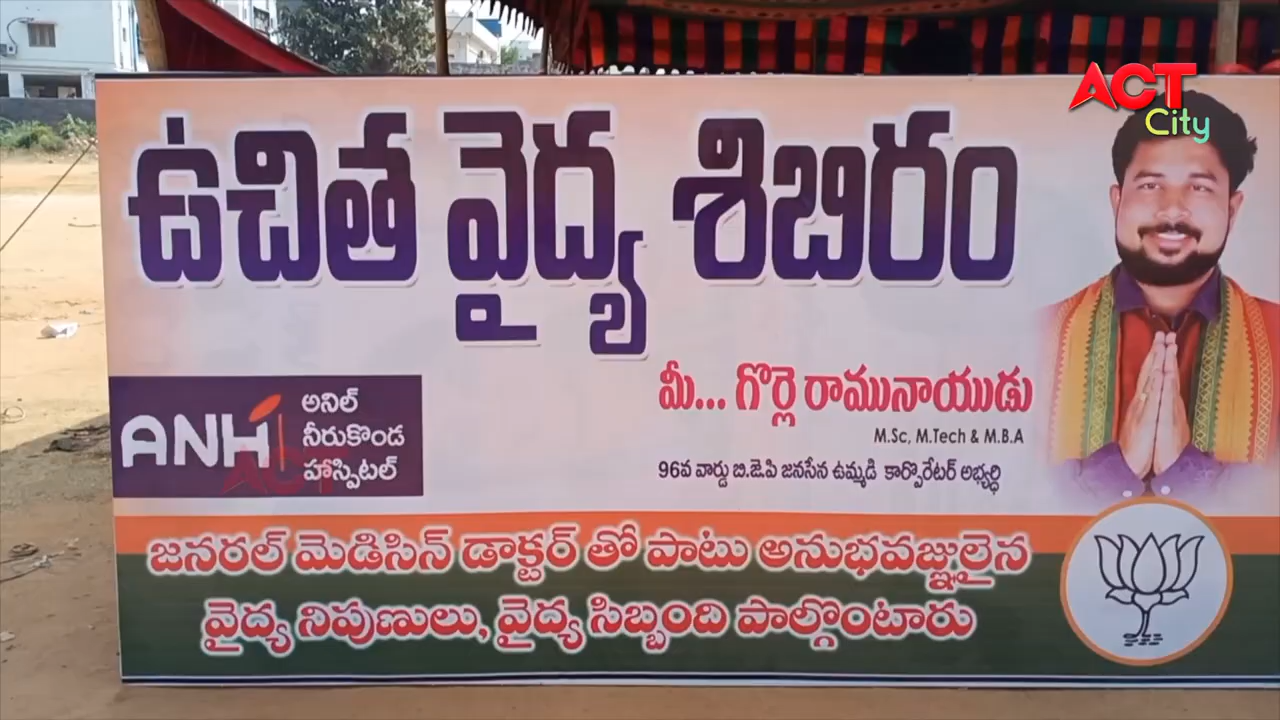 ACT
City
ఉచిత వైద్య శిబిరం
ANH
అనిల్
నీరుకొండ
హాస్పిటల్
మీ... గొర్లె రామునాయుడు
M.Sc, M.Tech & M.B.A
96వ వార్డు బి.జె.పి జనసేన ఉమ్మడి కార్పొరేటర్ అభ్యర్ధి
జనరల్ మెడిసిన్ డాక్టర్ తో పాటు అనుభవజ్ఞులైన
వైద్య నిపుణులు, వైద్య సిబ్బంది పాల్గొంటారు